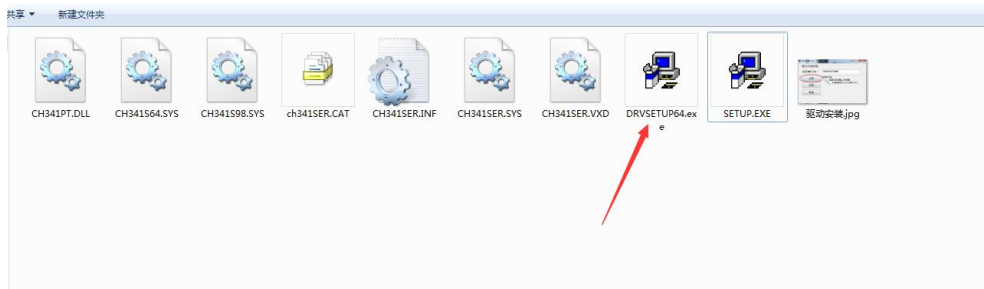 共享 新建文件夹
CH341PT.DLL CH341S64.SYS CH341S98.SYS ch341SER.CAT CH341SER.INF CH341SER.SYS CH341SER.VXD DRVSETUP64.ex SETUP.EXE 驱动安装.jpg
e